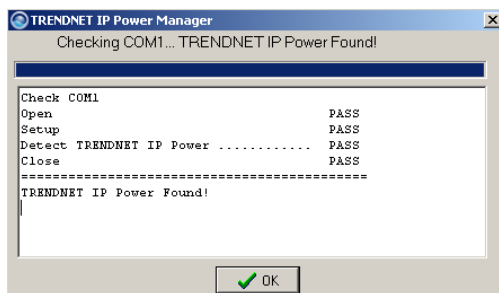 TRENDNET IP Power Manager
Checking COM1... TRENDNET IP Power Found!
Check COM1
Open PASS
Setup PASS
Detect TRENDNET IP Power ............ PASS
Close PASS
============================================
TRENDNET IP Power Found!
OK